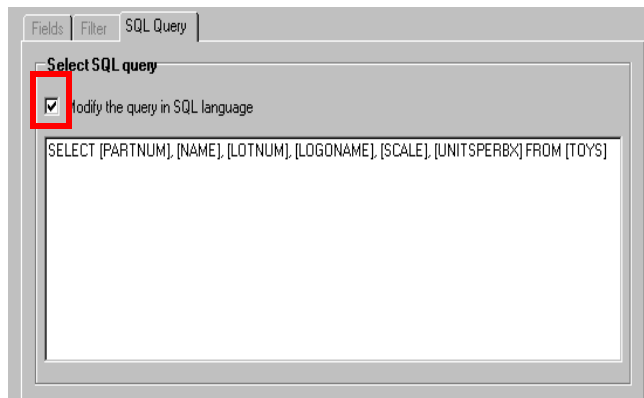 Fields Filter SQL Query
Select SQL query
Modify the query in SQL language
SELECT [PARTNUM], [NAME], [LOTNUM], [LOGONAME], [SCALE], [UNITSPERBX] FROM [TOYS]